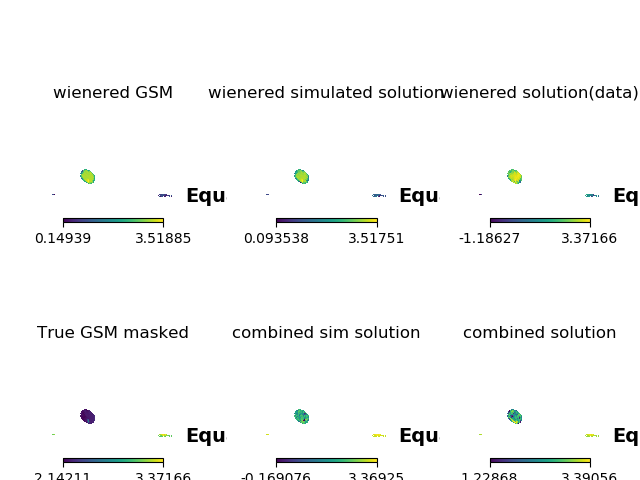 wienered GSM
wienered simulated solution
wienered solution(data)
Equ
Equ
Eq
0.14939 3.51885
0.093538 3.51751
-1.18627 3.37166
True GSM masked
combined sim solution
combined solution
Equ
Equ
Eq
2.14211 3.37166
-0.169076 3.36925
1.22868 3.39056